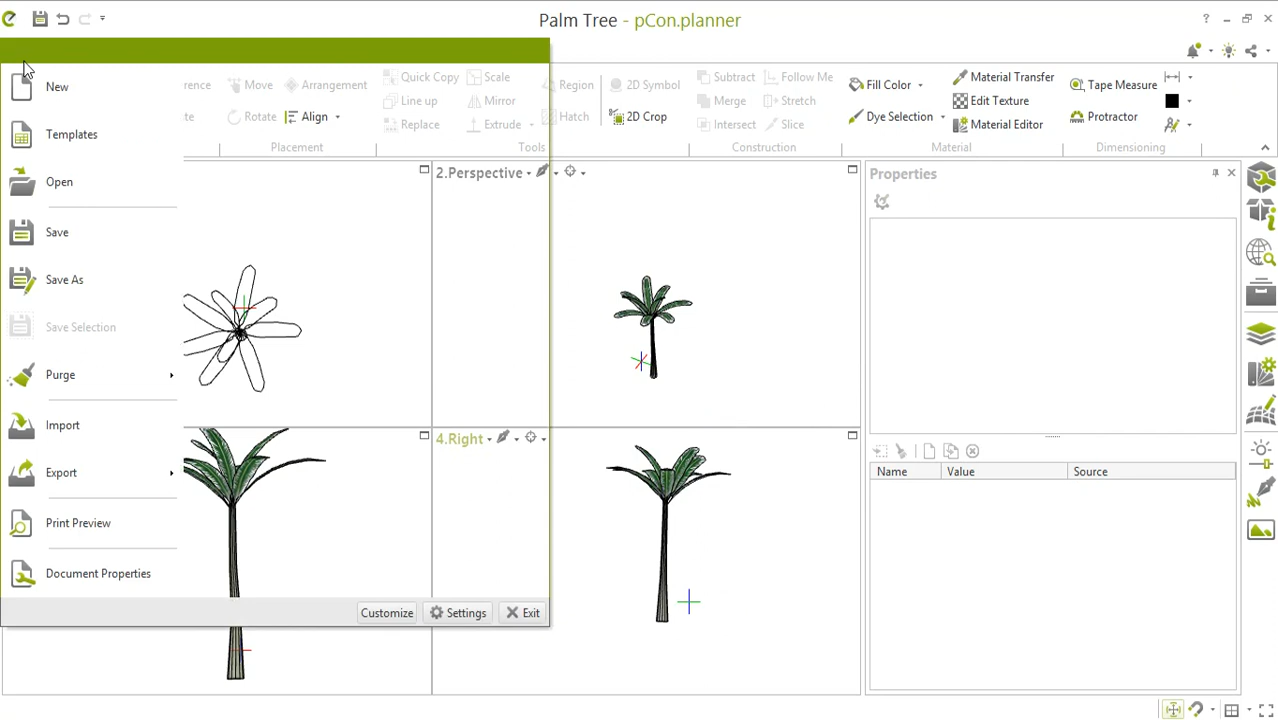 Palm Tree - pCon.planner
?
New
Templates
Open
Save
Save As
Save Selection
Purge
Import
Export
Print Preview
Document Properties
Customize
Settings
Exit
rence
Move
Arrangement
te
Rotate
Align
Placement
Quick Copy
Scale
Line up
Mirror
Replace
Extrude
Region
Hatch
Tools
2D Symbol
2D Crop
Subtract
Follow Me
Merge
Stretch
Intersect
Slice
Construction
Fill Color
Dye Selection
Material Transfer
Edit Texture
Material Editor
Material
Tape Measure
Protractor
Dimensioning
2.Perspective
4.Right
Properties
Name
Value
Source